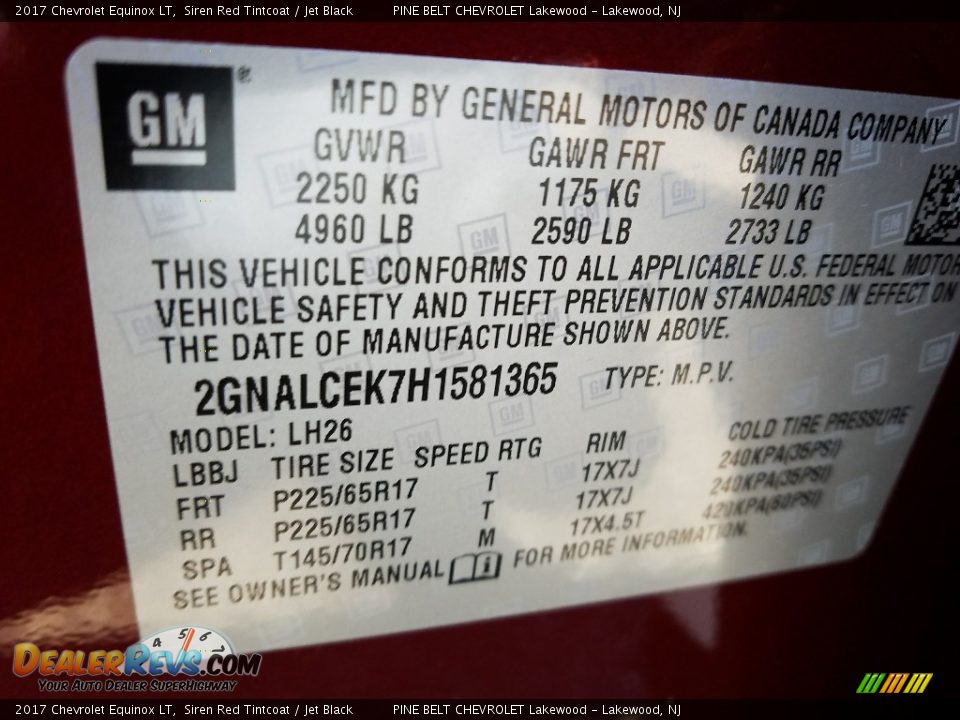 2017 Chevrolet Equinox LT, Siren Red Tintcoat / Jet Black PINE BELT CHEVROLET Lakewood - Lakewood, NJ
GM ®
MFD BY GENERAL MOTORS OF CANADA COMPANY
GVWR GAWR FRT GAWR RR
2250 KG 1175 KG 1240 KG
4960 LB 2590 LB 2733 LB
THIS VEHICLE CONFORMS TO ALL APPLICABLE U.S. FEDERAL MOTOR
VEHICLE SAFETY AND THEFT PREVENTION STANDARDS IN EFFECT ON
THE DATE OF MANUFACTURE SHOWN ABOVE.
2GNALCEK7H1581365 TYPE: M.P.V.
MODEL: LH26
LBBJ TIRE SIZE SPEED RTG RIM COLD TIRE PRESSURE
FRT P225/65R17 T 17X7J 240KPA(35PSI)
RR P225/65R17 T 17X7J 240KPA(35PSI)
SPA T145/70R17 M 17X4.5T 420KPA(60PSI)
SEE OWNER'S MANUAL i FOR MORE INFORMATION.
4 5 6 7
DEALERREVS.COM
Your Auto Dealer SuperHighway
2017 Chevrolet Equinox LT, Siren Red Tintcoat / Jet Black PINE BELT CHEVROLET Lakewood - Lakewood, NJ